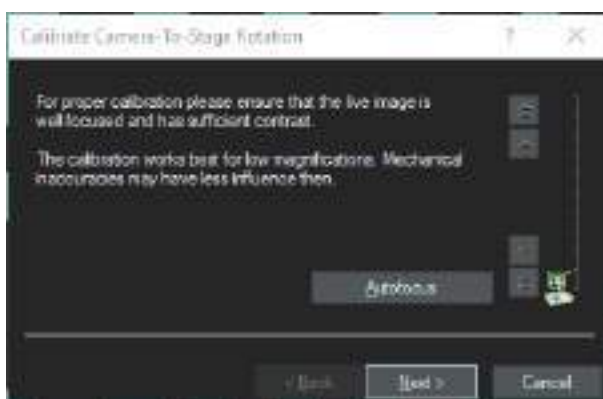 Calibrate Camera-To-Stage Rotation ?
For proper calibration please ensure that the live image is
well focused and has sufficient contrast.
The calibration works best for low magnifications. Mechanical
inaccuracies may have less influence then.
Autofocus
< Back Next > Cancel